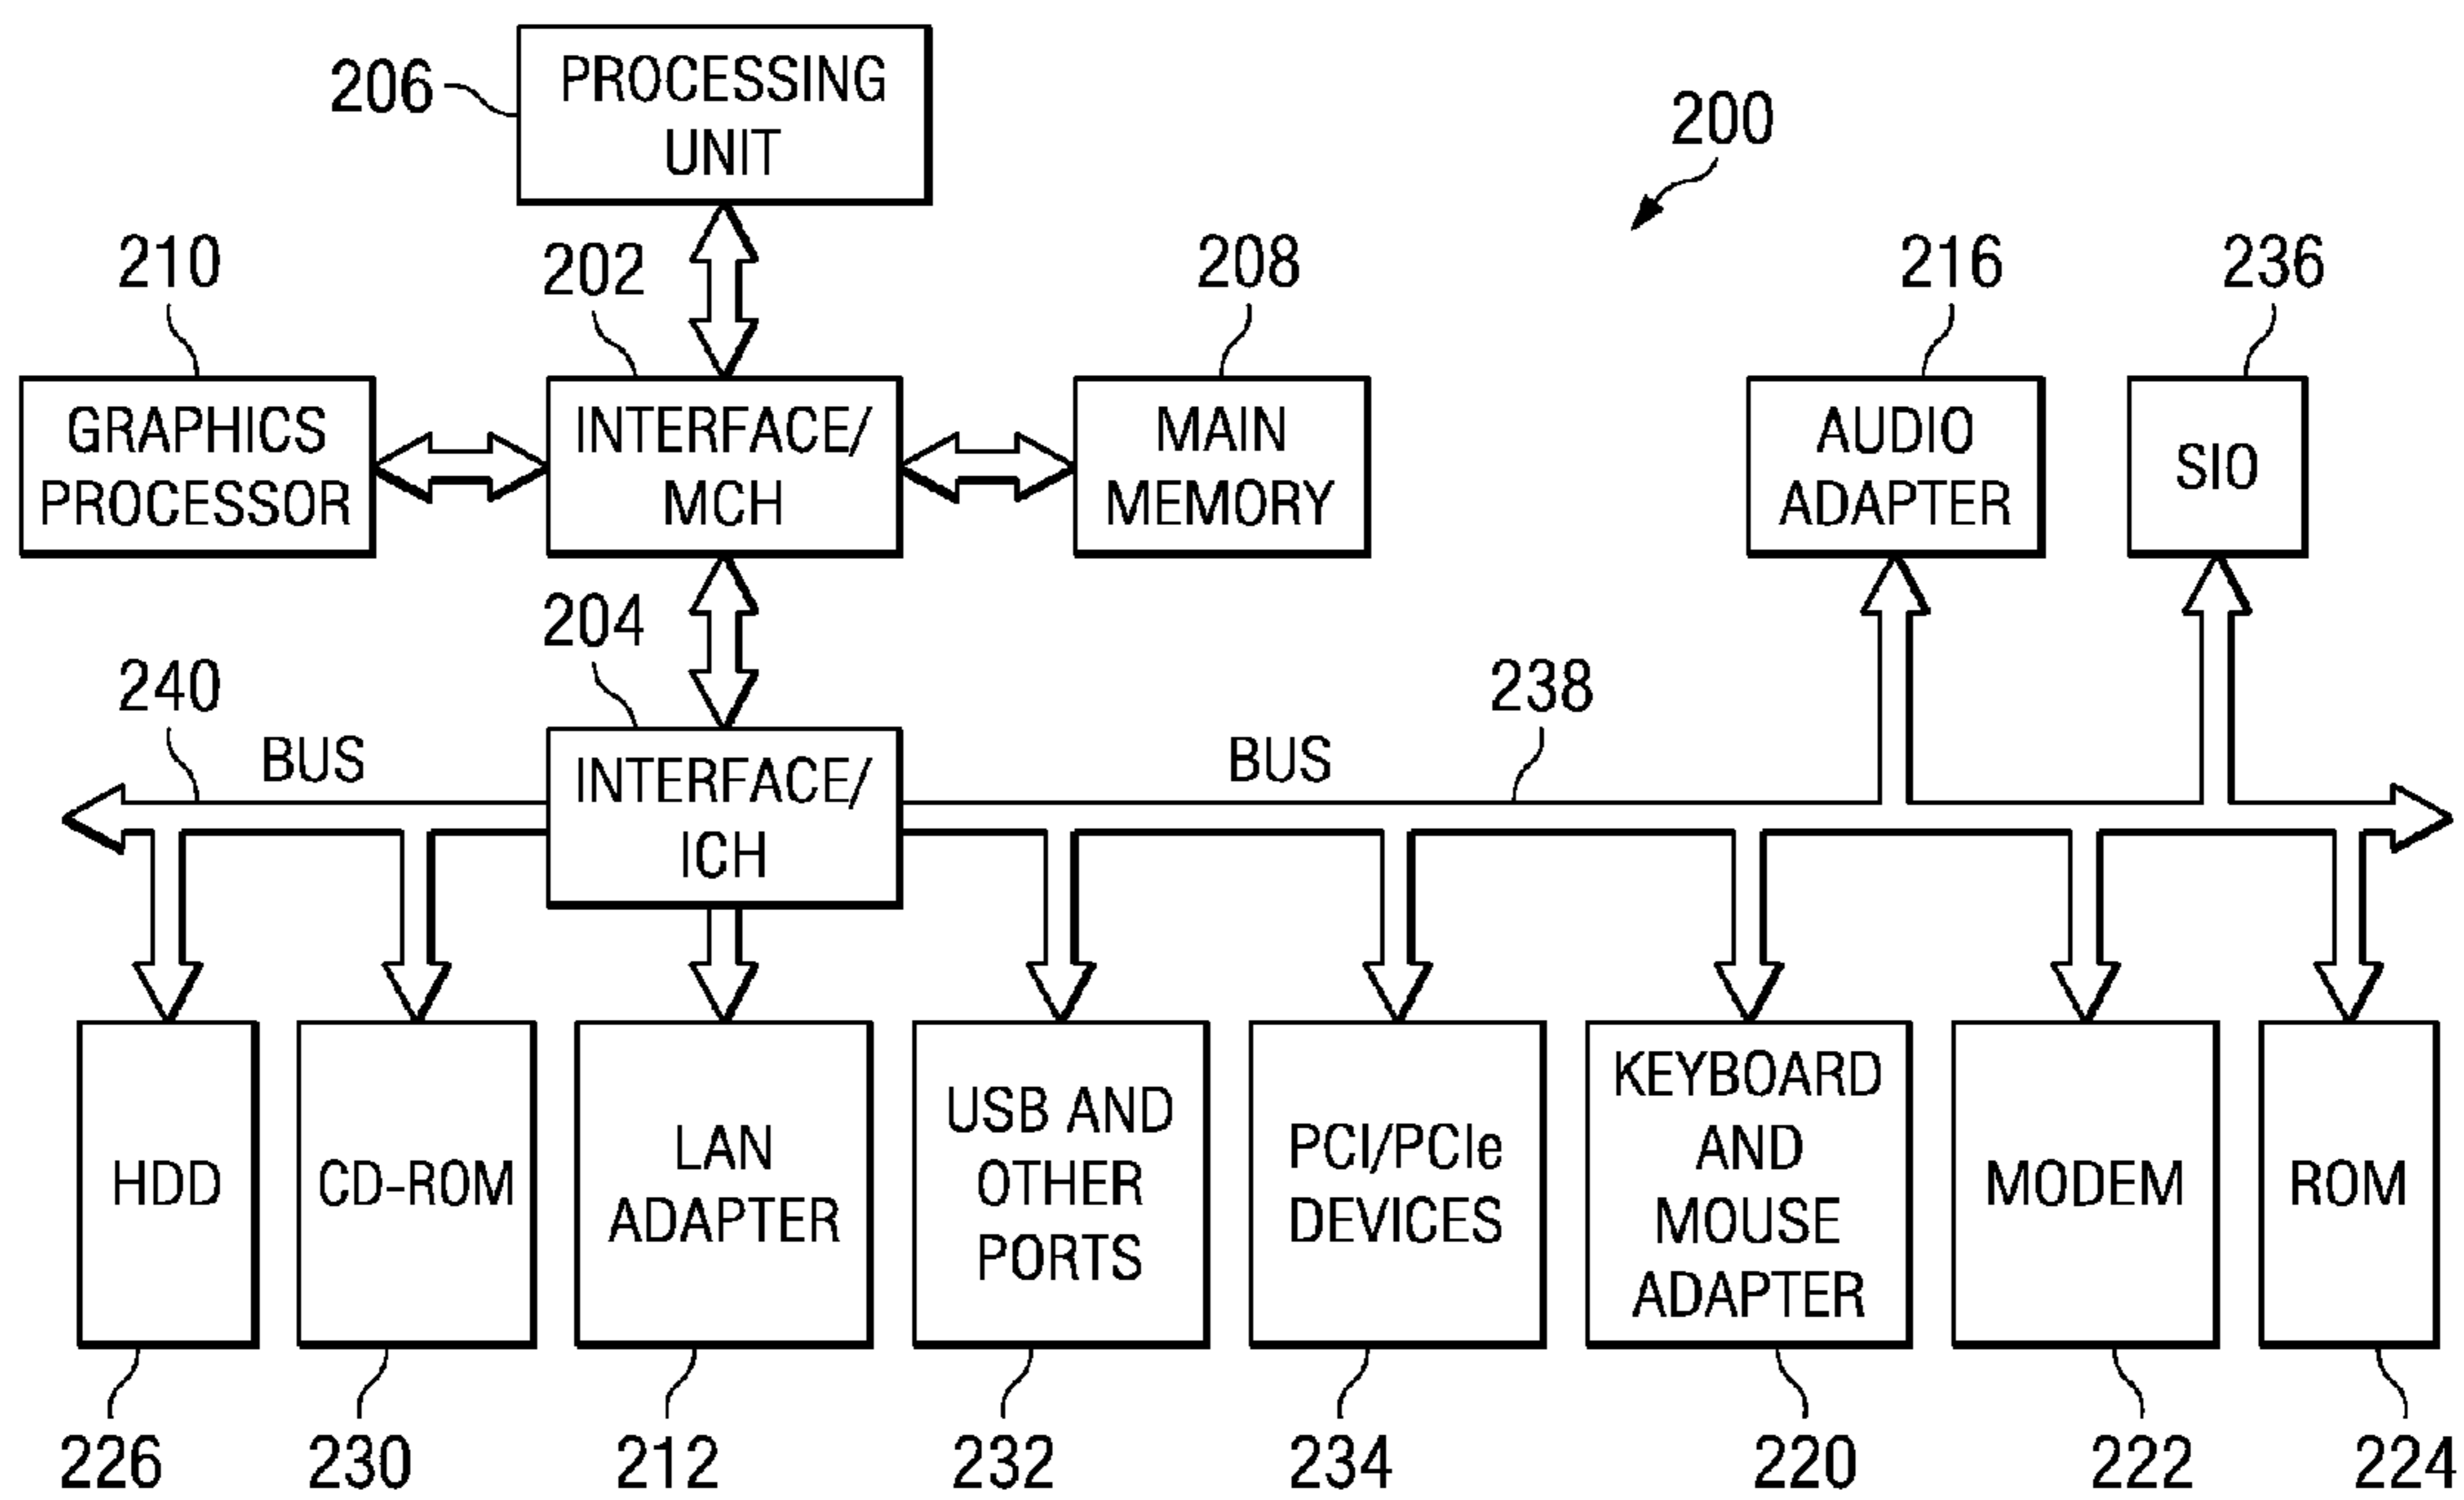 PROCESSING
UNIT
206
200
210
202
208
216
236
GRAPHICS
PROCESSOR
INTERFACE/
MCH
MAIN
MEMORY
AUDIO
ADAPTER
SIO
204
240
BUS
238
BUS
INTERFACE/
ICH
HDD
CD-ROM
LAN
ADAPTER
USB AND
OTHER
PORTS
PCI/PCIe
DEVICES
KEYBOARD
AND
MOUSE
ADAPTER
MODEM
ROM
226
230
212
232
234
220
222
224